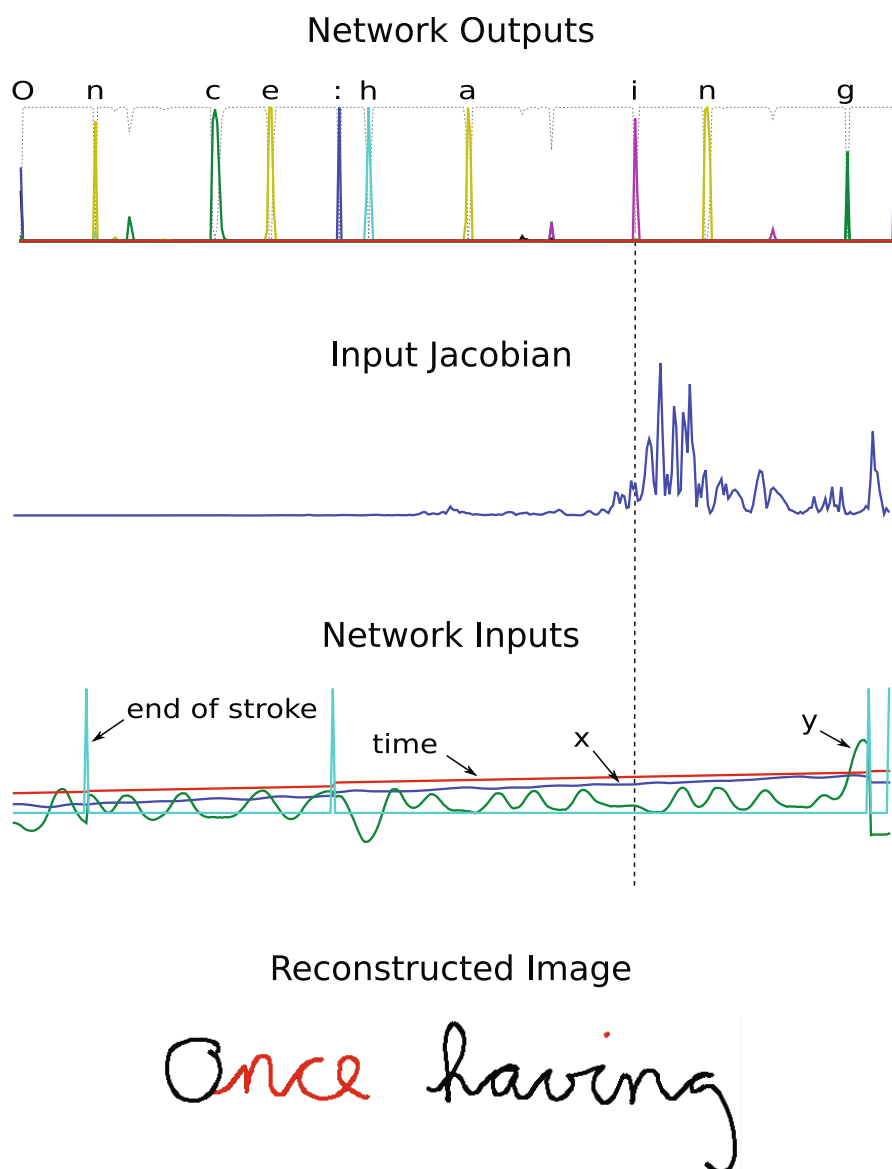 Network Outputs
O n c e : h a i n g
Input Jacobian
Network Inputs
end of stroke
time
x
y
Reconstructed Image
Once having